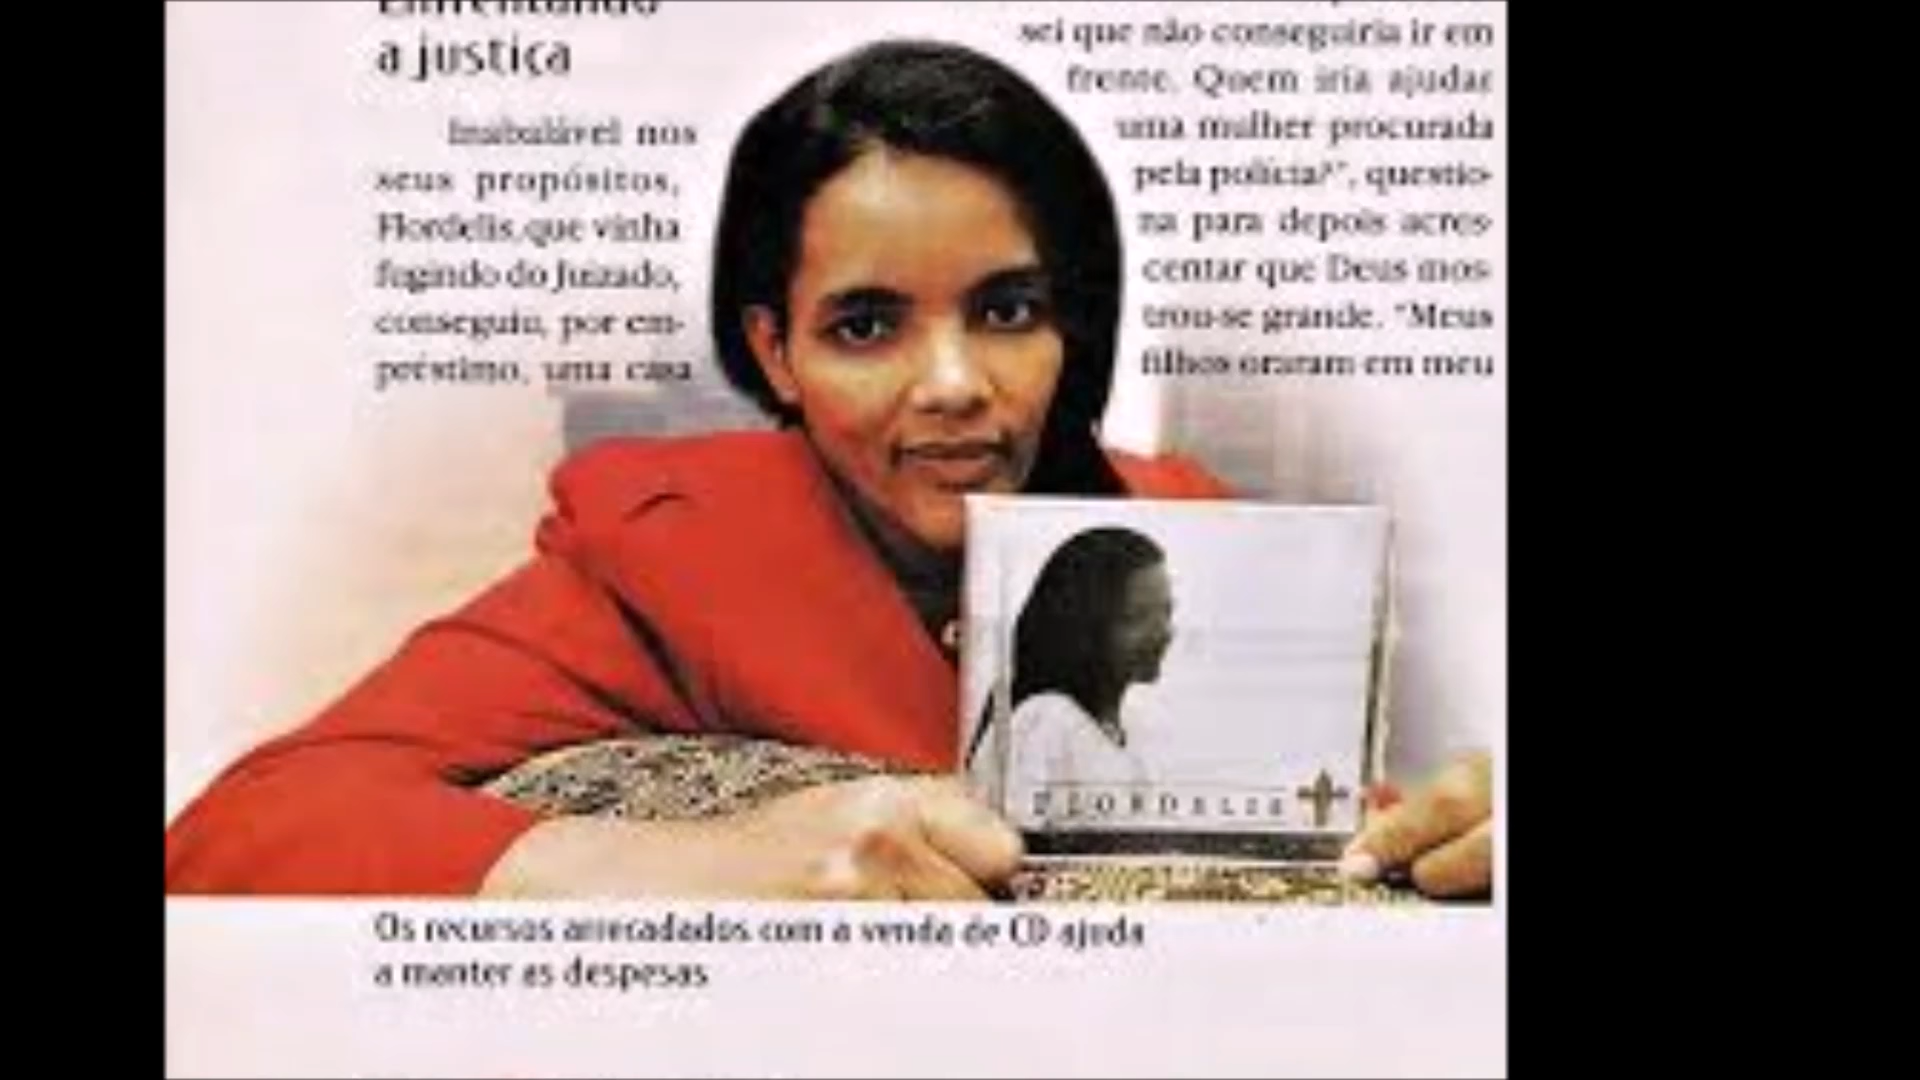 Enfrentando
a justiça
Inabalável nos
seus propósitos,
Flordelis, que vinha
fugindo do Juizado,
conseguiu, por em-
préstimo, uma casa
sei que não conseguiria ir em
frente. Quem iria ajudar
uma mulher procurada
pela polícia?", questio-
na para depois acres-
centar que Deus mos-
trou-se grande. "Meus
filhos oraram em meu
FLORDELIS
Os recursos arrecadados com a venda de CD ajuda
a manter as despesas